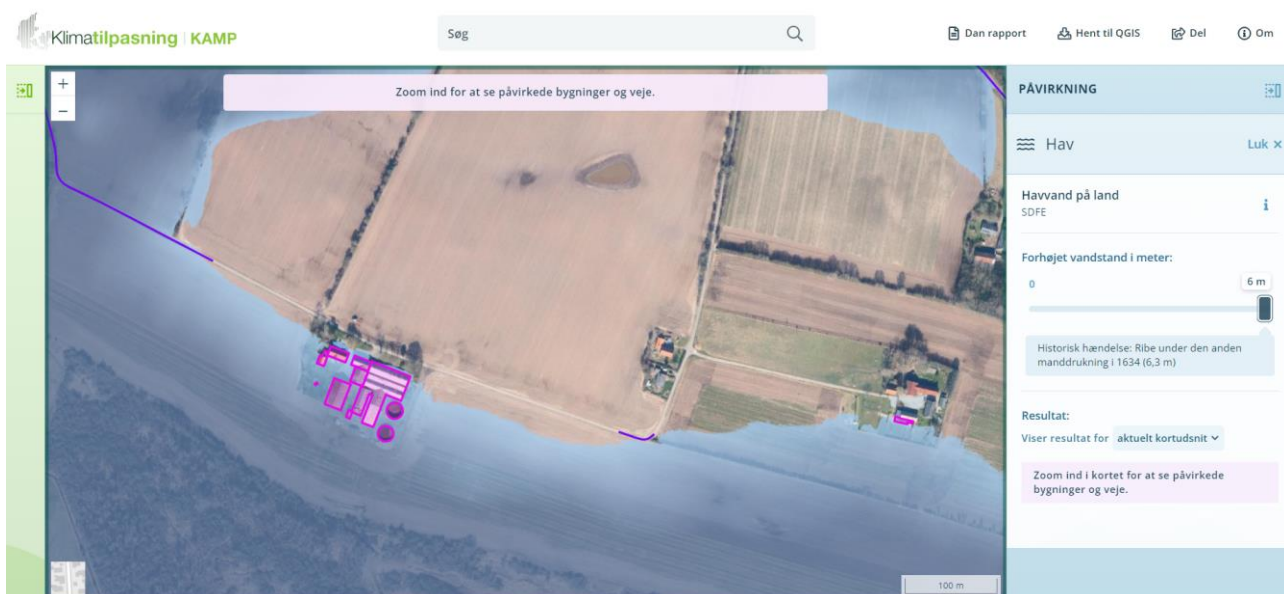 Klimatilpasning | KAMP
Søg
Dan rapport
Hent til QGIS
Del
Om
+
−
Zoom ind for at se påvirkede bygninger og veje.
100 m
PÅVIRKNING
Hav
Luk ×
Havvand på land
SDFE
i
Forhøjet vandstand i meter:
0
6 m
Historisk hændelse: Ribe under den anden
manddrukning i 1634 (6,3 m)
Resultat:
Viser resultat for aktuelt kortudsnit
Zoom ind i kortet for at se påvirkede
bygninger og veje.